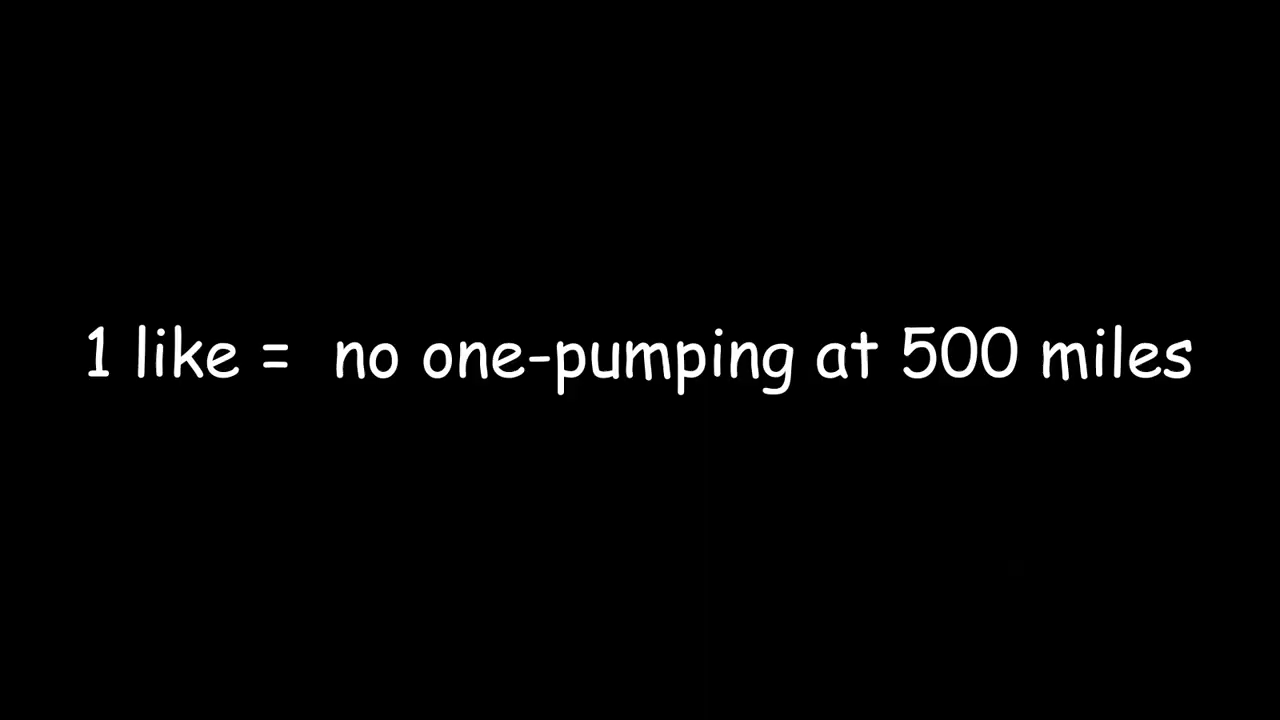 1 like =  no one-pumping at 500 miles